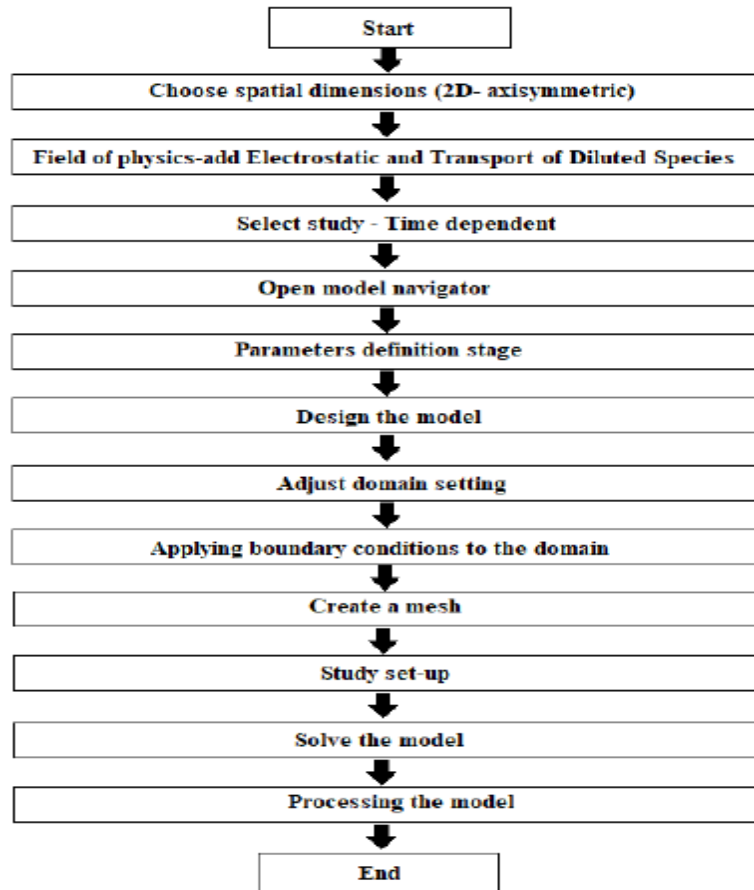 Start
Choose spatial dimensions (2D- axisymmetric)
Field of physics-add Electrostatic and Transport of Diluted Species
Select study - Time dependent
Open model navigator
Parameters definition stage
Design the model
Adjust domain setting
Applying boundary conditions to the domain
Create a mesh
Study set-up
Solve the model
Processing the model
End